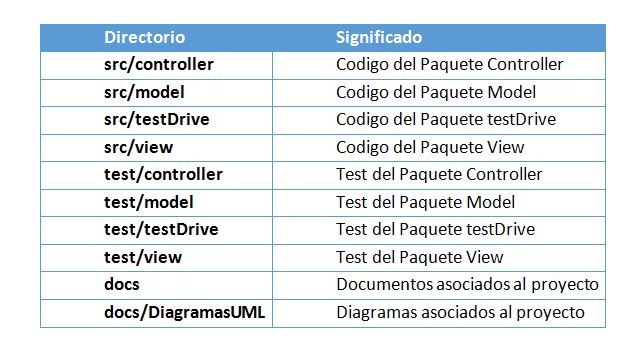 Directorio Significado
src/controller Codigo del Paquete Controller
src/model Codigo del Paquete Model
src/testDrive Codigo del Paquete testDrive
src/view Codigo del Paquete View
test/controller Test del Paquete Controller
test/model Test del Paquete Model
test/testDrive Test del Paquete testDrive
test/view Test del Paquete View
docs Documentos asociados al proyecto
docs/DiagramasUML Diagramas asociados al proyecto